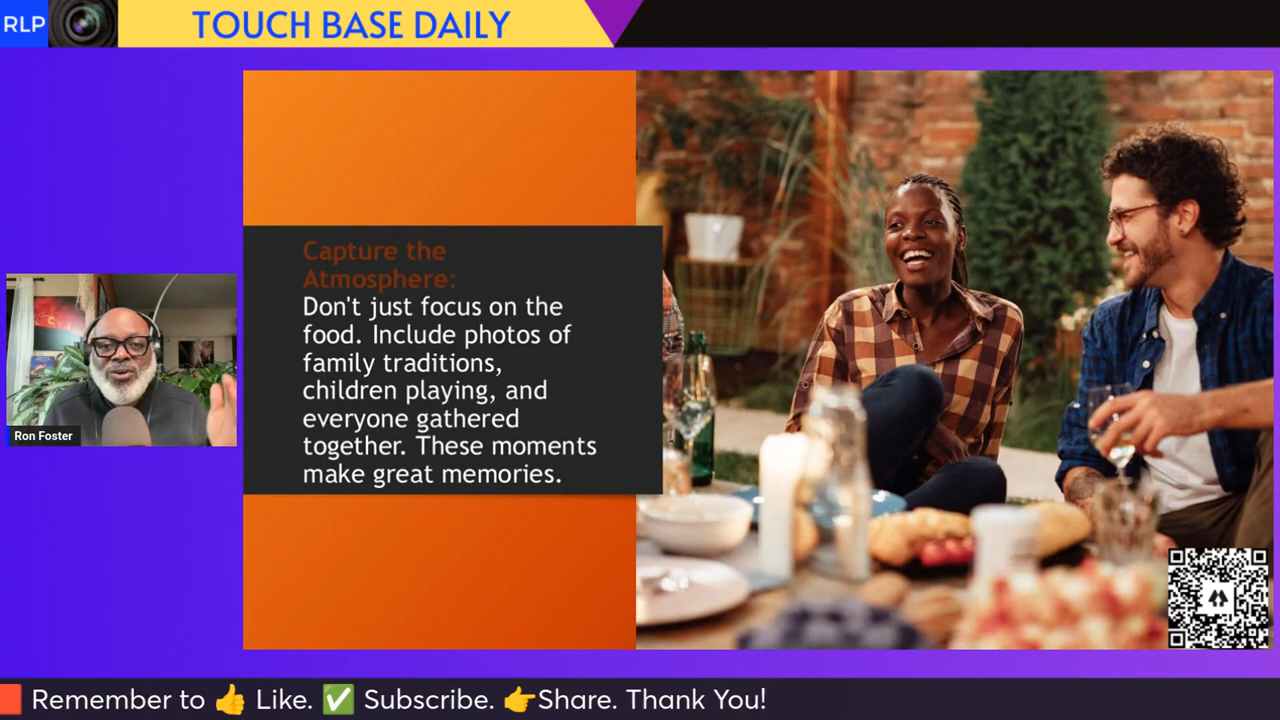 RLP
TOUCH BASE DAILY
Capture the
Atmosphere:
Don't just focus on the
food. Include photos of
family traditions,
children playing, and
everyone gathered
together. These moments
make great memories.
Ron Foster
Remember to 👍 Like. ✅ Subscribe. 👉Share. Thank You!